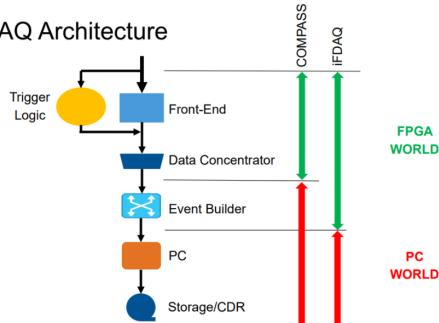 AQ Architecture
COMPASS
iFDAQ
Trigger
Logic
Front-End
FPGA
WORLD
Data Concentrator
Event Builder
PC
PC
WORLD
Storage/CDR